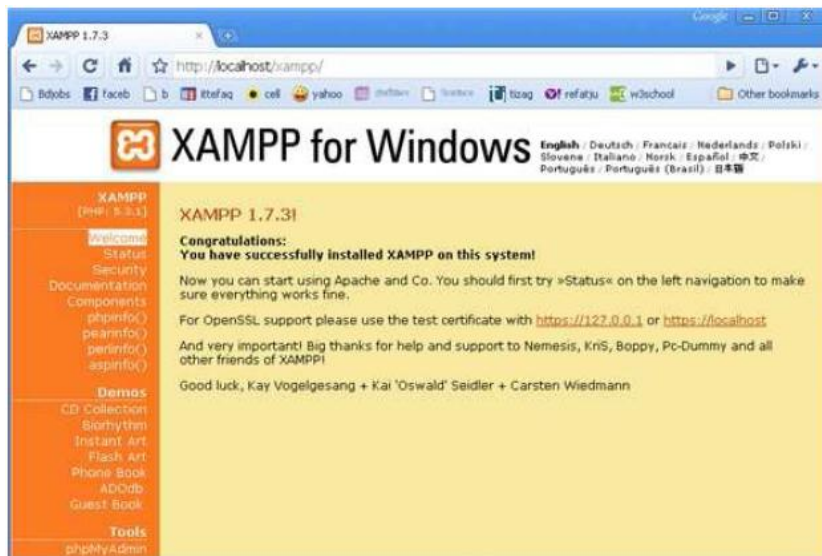 Google
XAMPP 1.7.3
http://localhost/xampp/
Bdjobs faceb b ittefaq cell yahoo tizag refatju w3school Other bookmarks
XAMPP for Windows
English / Deutsch / Francais / Nederlands / Polski /
Slovene / Italiano / Norsk / Español / 中文 /
Português / Português (Brasil) / 日本語
XAMPP
[PHP: 5.3.1]
Welcome
Status
Security
Documentation
Components
phpinfo()
pearinfo()
perlinfo()
aspinfo()
Demos
CD Collection
Biorhythm
Instant Art
Flash Art
Phone Book
ADOdb
Guest Book
Tools
phpMyAdmin
XAMPP 1.7.3!
Congratulations:
You have successfully installed XAMPP on this system!
Now you can start using Apache and Co. You should first try »Status« on the left navigation to make
sure everything works fine.
For OpenSSL support please use the test certificate with https://127.0.0.1 or https://localhost
And very important! Big thanks for help and support to Nemesis, KriS, Boppy, Pc-Dummy and all
other friends of XAMPP!
Good luck, Kay Vogelgesang + Kai 'Oswald' Seidler + Carsten Wiedmann